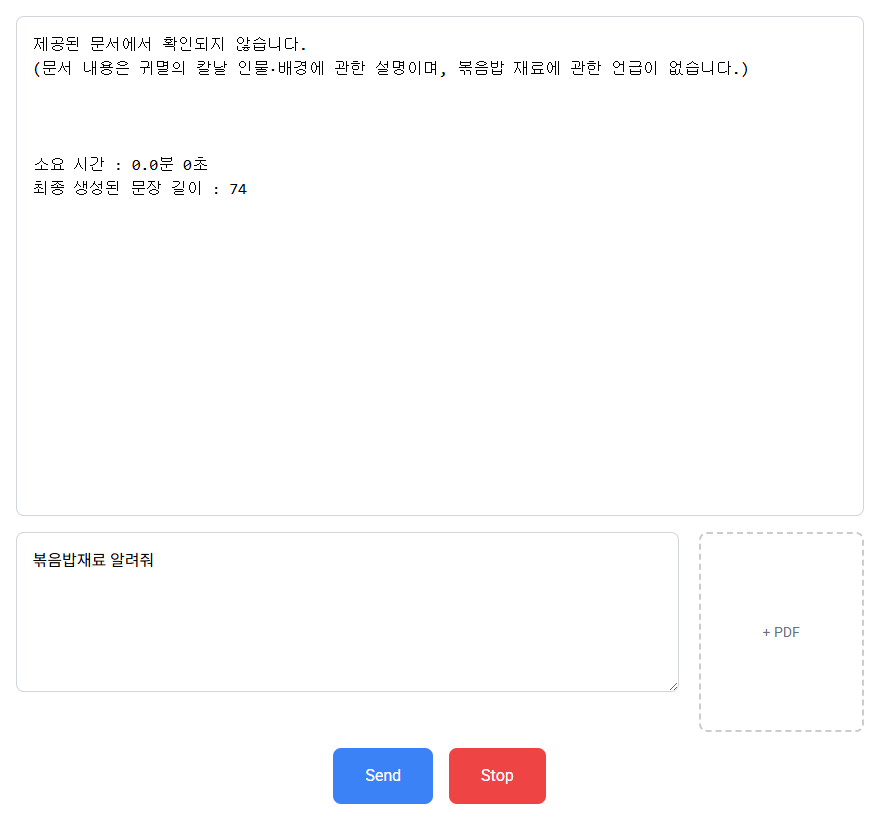 제공된 문서에서 확인되지 않습니다.
(문서 내용은 귀멸의 칼날 인물·배경에 관한 설명이며, 볶음밥 재료에 관한 언급이 없습니다.)
소요 시간 : 0.0분 0초
최종 생성된 문장 길이 : 74
볶음밥재료 알려줘
+ PDF
Send
Stop